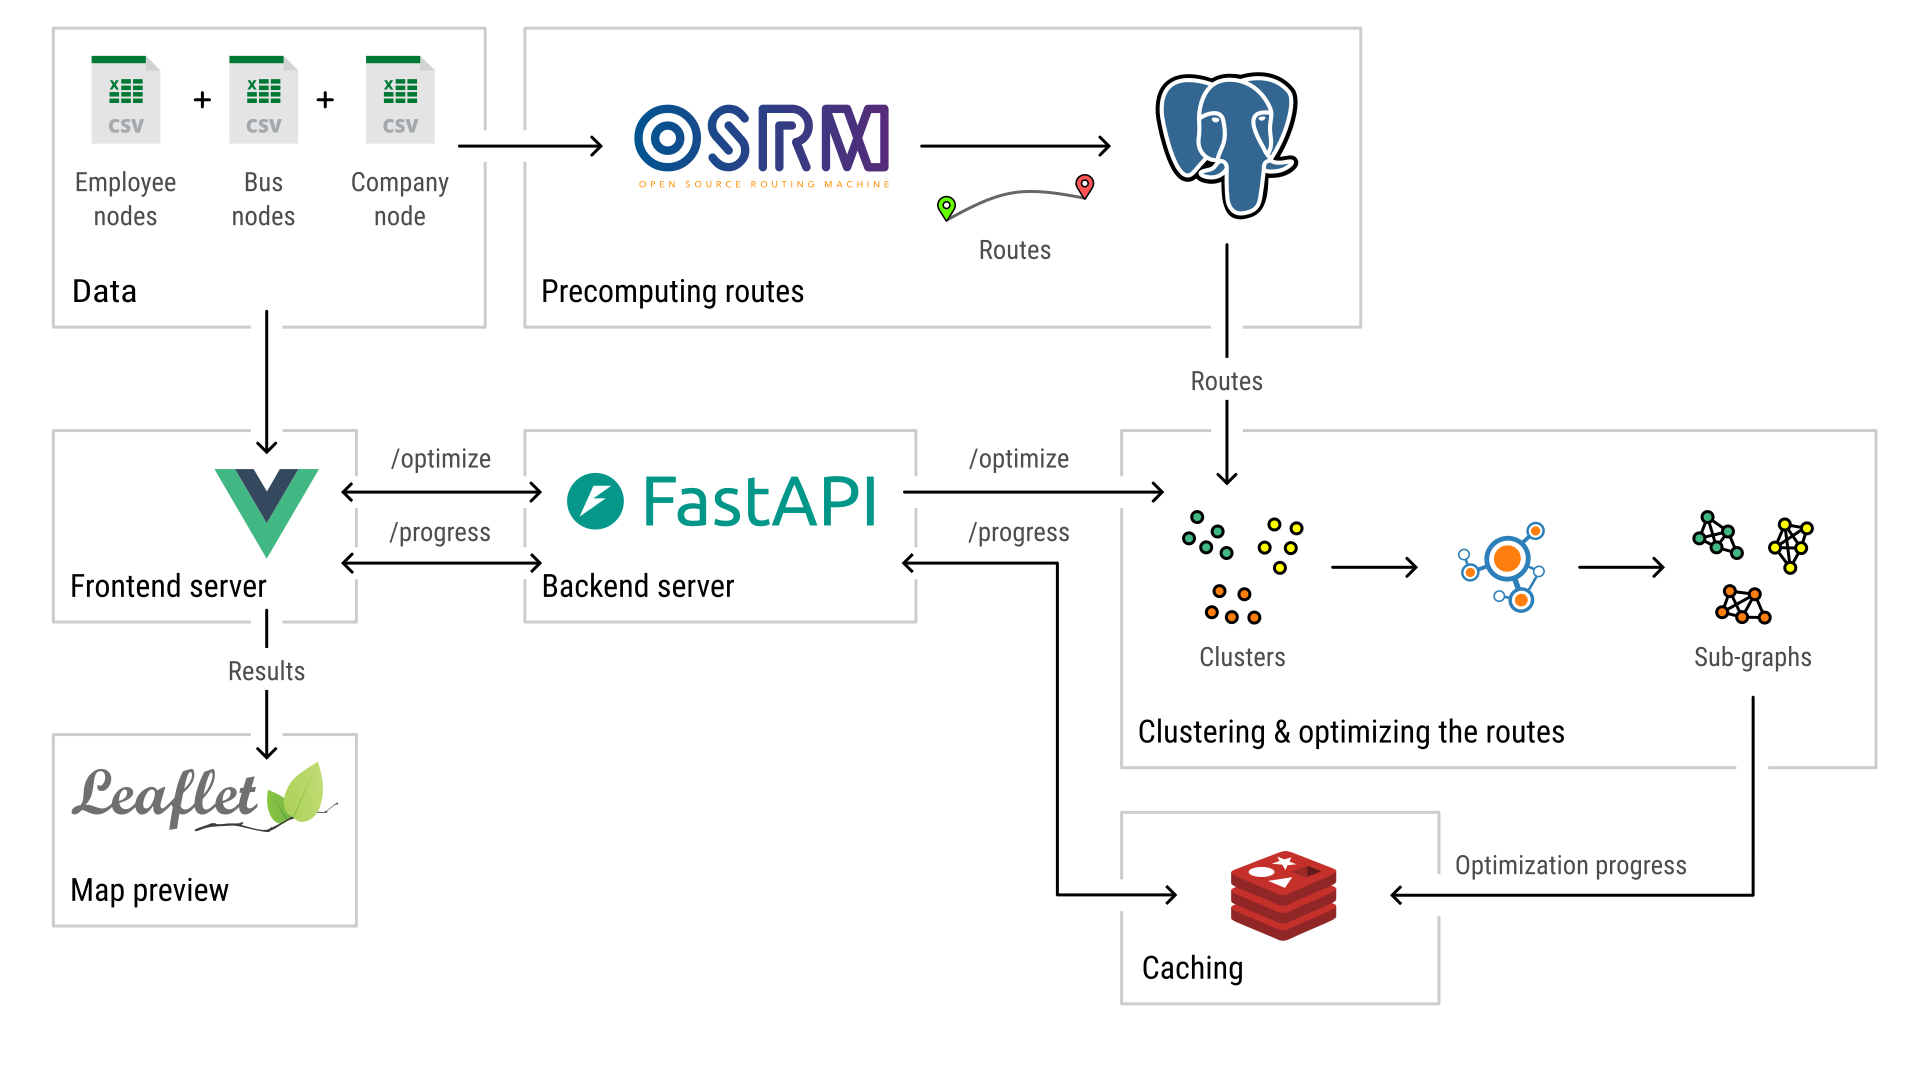 X
CSV
+
X
CSV
+
X
CSV
Employee
nodes
Bus
nodes
Company
node
Data
OSRM
OPEN SOURCE ROUTING MACHINE
Routes
Precomputing routes
Routes
/optimize
/progress
Frontend server
FastAPI
Backend server
/optimize
/progress
Clusters
Sub-graphs
Clustering & optimizing the routes
Results
Leaflet
Map preview
Optimization progress
Caching